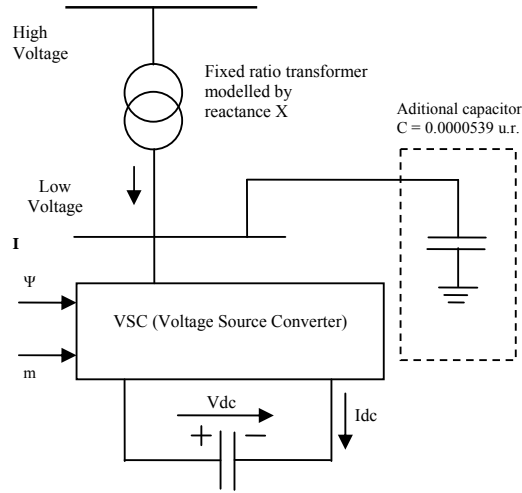 High
Voltage
Fixed ratio transformer
modelled by
reactance X
Aditional capacitor
C = 0.0000539 u.r.
Low
Voltage
I
Ψ
VSC (Voltage Source Converter)
m
Vdc
Idc
+
−